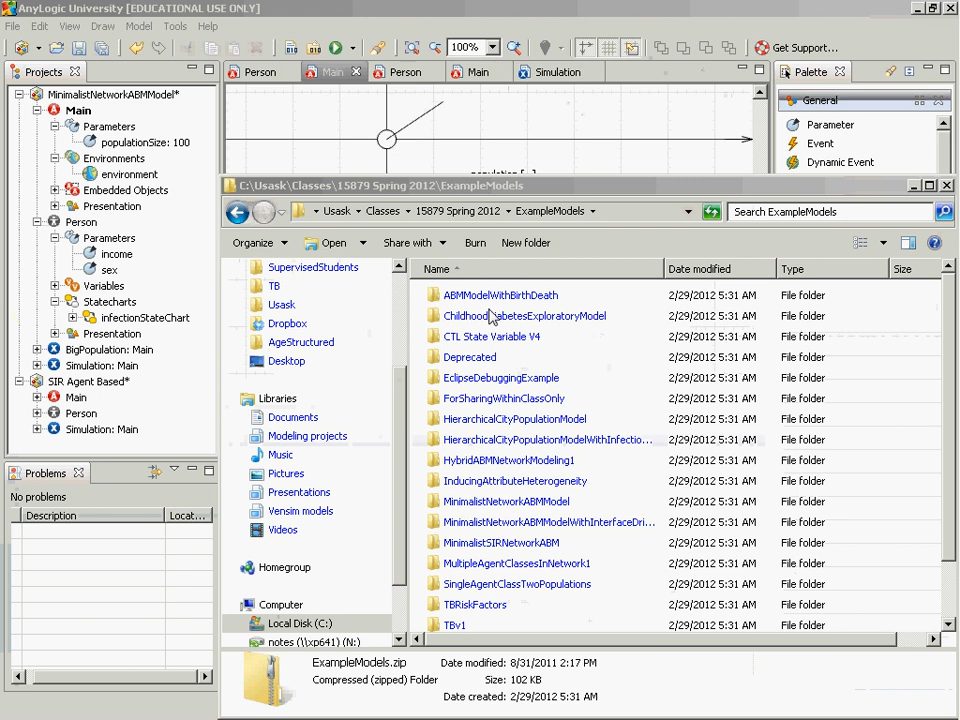 AnyLogic University [EDUCATIONAL USE ONLY]
File Edit View Draw Model Tools Help
100% Get Support...
Projects
Person Main Person Main Simulation
Palette
MinimalistNetworkABMModel*
Main
Parameters
populationSize: 100
Environments
environment
Embedded Objects
Presentation
Person
Parameters
income
sex
Variables
Statecharts
infectionStateChart
Presentation
BigPopulation: Main
Simulation: Main
SIR Agent Based*
Main
Person
Simulation: Main
General
Parameter
Event
Dynamic Event
Problems
No problems
Description Locat...
C:\Usask\Classes\15879 Spring 2012\ExampleModels
Usask Classes 15879 Spring 2012 ExampleModels
Search ExampleModels
Organize Open Share with Burn New folder
SupervisedStudents
TB
Usask
Dropbox
AgeStructured
Desktop
Libraries
Documents
Modeling projects
Music
Pictures
Presentations
Vensim models
Videos
Homegroup
Computer
Local Disk (C:)
notes (\\xp641) (N:)
Name Date modified Type Size
ABMModelWithBirthDeath 2/29/2012 5:31 AM File folder
ChildhoodDiabetesExploratoryModel 2/29/2012 5:31 AM File folder
CTL State Variable V4 2/29/2012 5:31 AM File folder
Deprecated 2/29/2012 5:31 AM File folder
EclipseDebuggingExample 2/29/2012 5:31 AM File folder
ForSharingWithinClassOnly 2/29/2012 5:31 AM File folder
HierarchicalCityPopulationModel 2/29/2012 5:31 AM File folder
HierarchicalCityPopulationModelWithInfectio... 2/29/2012 5:31 AM File folder
HybridABMNetworkModeling1 2/29/2012 5:31 AM File folder
InducingAttributeHeterogeneity 2/29/2012 5:31 AM File folder
MinimalistNetworkABMModel 2/29/2012 5:31 AM File folder
MinimalistNetworkABMModelWithInterfaceDri... 2/29/2012 5:31 AM File folder
MinimalistSIRNetworkABM 2/29/2012 5:31 AM File folder
MultipleAgentClassesInNetwork1 2/29/2012 5:31 AM File folder
SingleAgentClassTwoPopulations 2/29/2012 5:31 AM File folder
TBRiskFactors 2/29/2012 5:31 AM File folder
TBv1 2/29/2012 5:31 AM File folder
ExampleModels.zip Date modified: 8/31/2011 2:17 PM
Compressed (zipped) Folder Size: 102 KB
Date created: 2/29/2012 5:31 AM